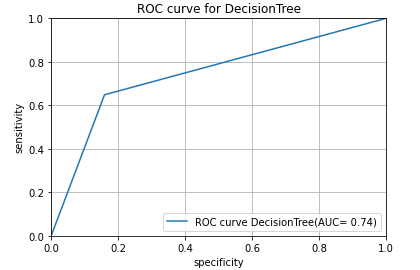 ROC curve for DecisionTree
1.0
0.8
0.6
0.4
0.2
0.0
sensitivity
ROC curve DecisionTree(AUC= 0.74)
0.0 0.2 0.4 0.6 0.8 1.0
specificity